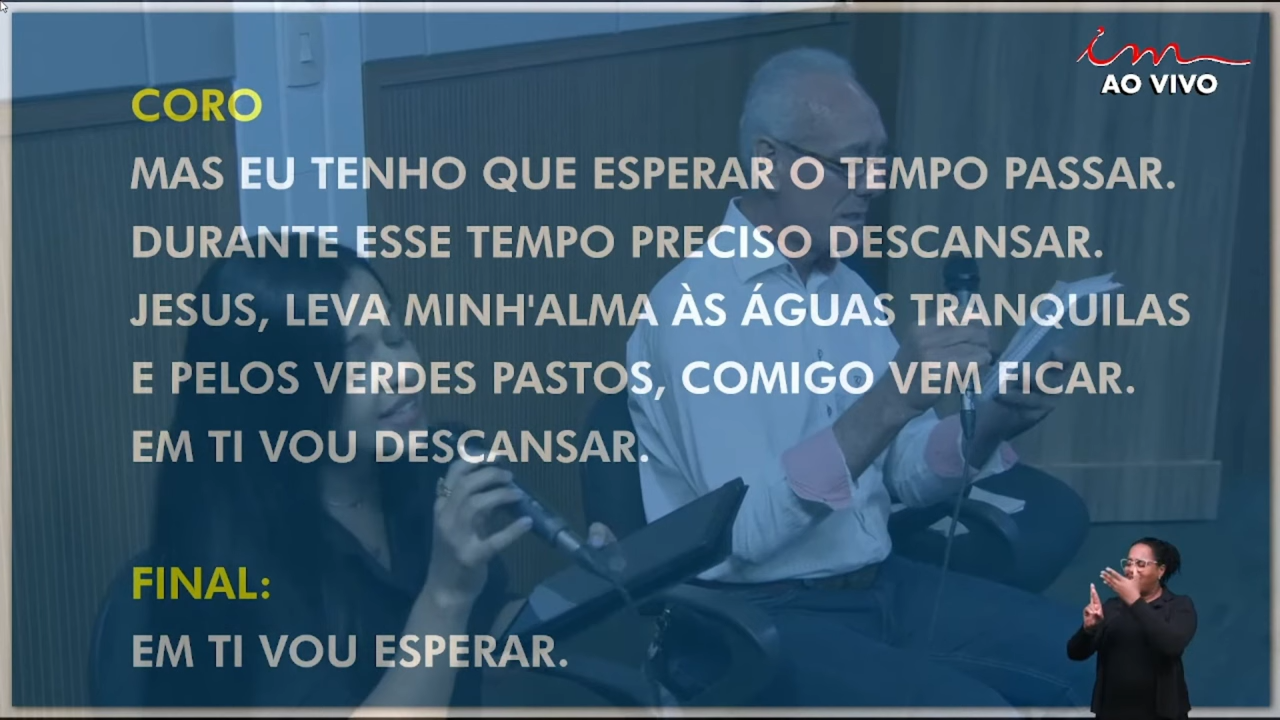 im
AO VIVO
CORO
MAS EU TENHO QUE ESPERAR O TEMPO PASSAR.
DURANTE ESSE TEMPO PRECISO DESCANSAR.
JESUS, LEVA MINH'ALMA ÀS ÁGUAS TRANQUILAS
E PELOS VERDES PASTOS, COMIGO VEM FICAR.
EM TI VOU DESCANSAR.
FINAL:
EM TI VOU ESPERAR.